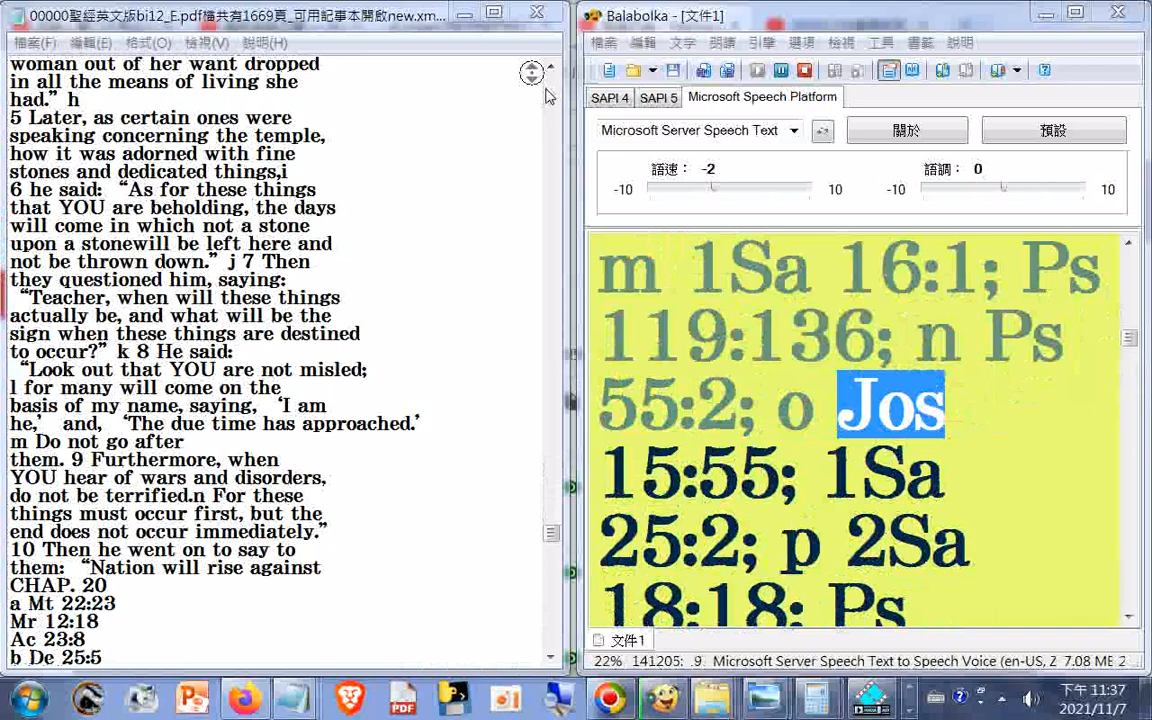 00000聖經英文版bi12_E.pdf檔共有1669頁_可用記事本開啟new.xm...
檔案(F) 編輯(E) 格式(O) 檢視(V) 說明(H)
woman out of her want dropped
in all the means of living she
had.” h
5 Later, as certain ones were
speaking concerning the temple,
how it was adorned with fine
stones and dedicated things,i
6 he said: “As for these things
that YOU are beholding, the days
will come in which not a stone
upon a stonewill be left here and
not be thrown down.” j 7 Then
they questioned him, saying:
“Teacher, when will these things
actually be, and what will be the
sign when these things are destined
to occur?” k 8 He said:
“Look out that YOU are not misled;
l for many will come on the
basis of my name, saying, ‘I am
he,’ and, ‘The due time has approached.’
m Do not go after
them. 9 Furthermore, when
YOU hear of wars and disorders,
do not be terrified.n For these
things must occur first, but the
end does not occur immediately.”
10 Then he went on to say to
them: “Nation will rise against
CHAP. 20
a Mt 22:23
Mr 12:18
Ac 23:8
b De 25:5
Balabolka - [文件1]
檔案 編輯 文字 朗讀 引擎 選項 檢視 工具 書籤 說明
SAPI 4 SAPI 5 Microsoft Speech Platform
Microsoft Server Speech Text 關於 預設
語速： -2 語調： 0
-10 10 -10 10
m 1Sa 16:1; Ps
119:136; n Ps
55:2; o Jos
15:55; 1Sa
25:2; p 2Sa
18:18; Ps
文件1
22% 141205: .9. Microsoft Server Speech Text to Speech Voice (en-US, Z 7.08 MB 2
PDF
下午 11:37
2021/11/7